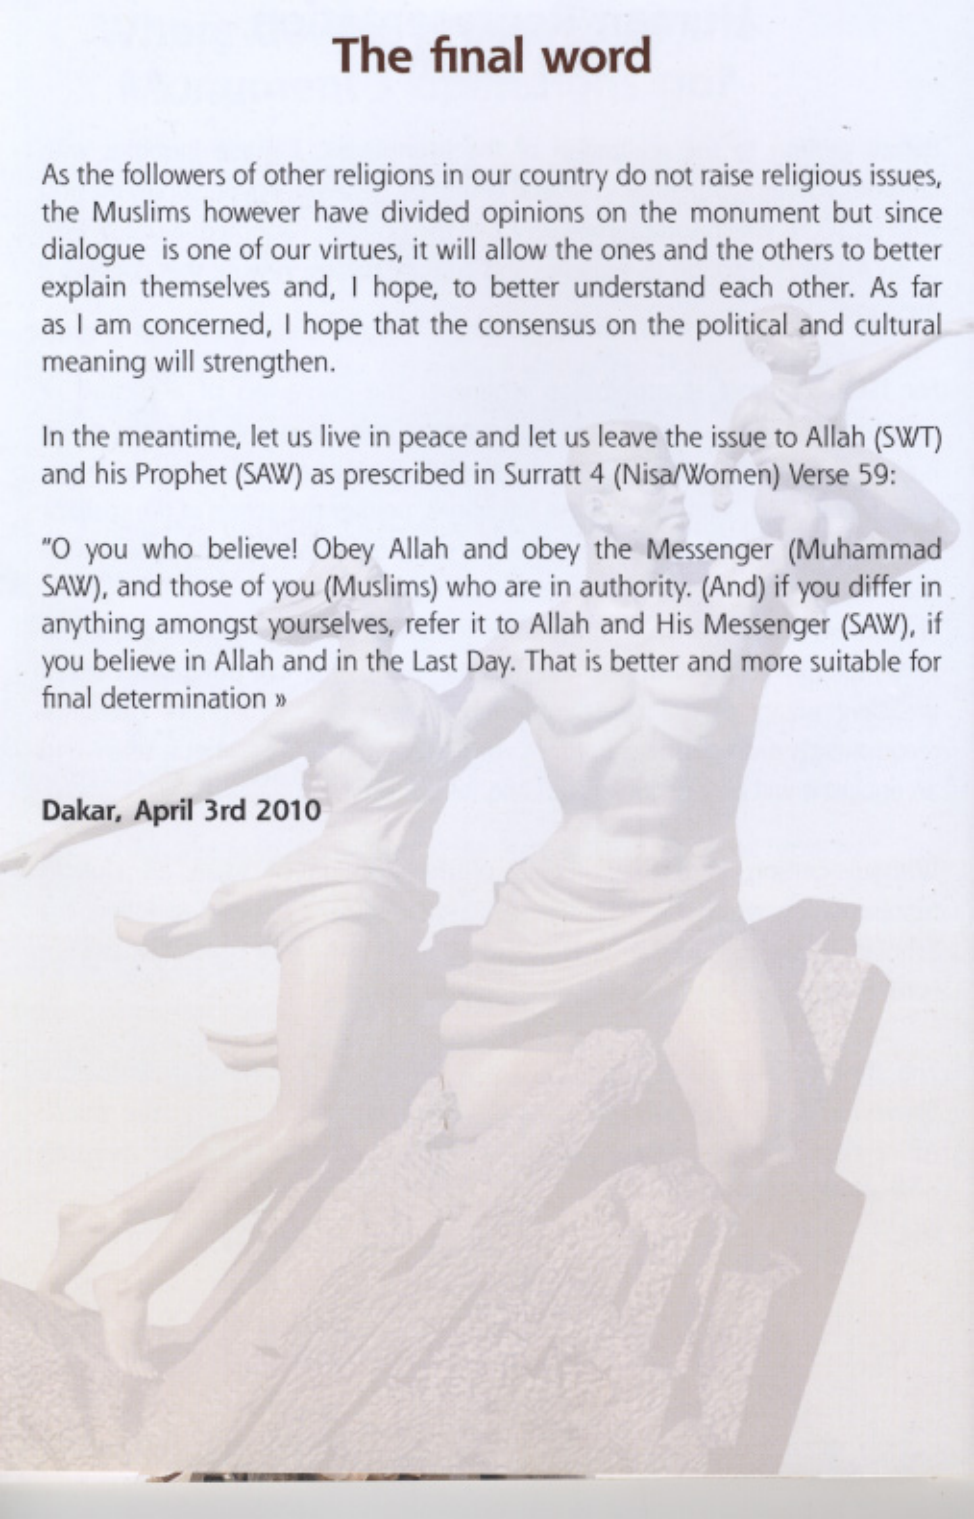 The final word
As the followers of other religions in our country do not raise religious issues,
the Muslims however have divided opinions on the monument but since
dialogue is one of our virtues, it will allow the ones and the others to better
explain themselves and, I hope, to better understand each other. As far
as I am concerned, I hope that the consensus on the political and cultural
meaning will strengthen.
In the meantime, let us live in peace and let us leave the issue to Allah (SWT)
and his Prophet (SAW) as prescribed in Surratt 4 (Nisa/Women) Verse 59:
"O you who believe! Obey Allah and obey the Messenger (Muhammad
SAW), and those of you (Muslims) who are in authority. (And) if you differ in
anything amongst yourselves, refer it to Allah and His Messenger (SAW), if
you believe in Allah and in the Last Day. That is better and more suitable for
final determination »
Dakar, April 3rd 2010